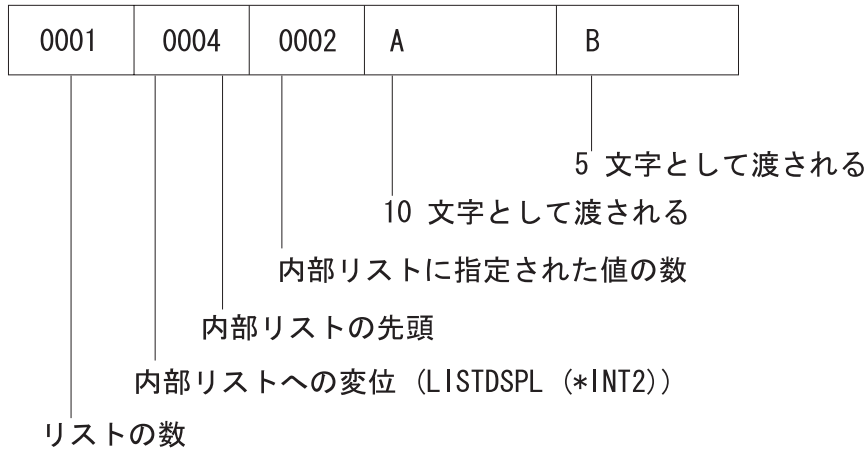 0001 0004 0002 A B
5 文字として渡される
10 文字として渡される
内部リストに指定された値の数
内部リストの先頭
内部リストへの変位 (LISTDSPL (*INT2))
リストの数